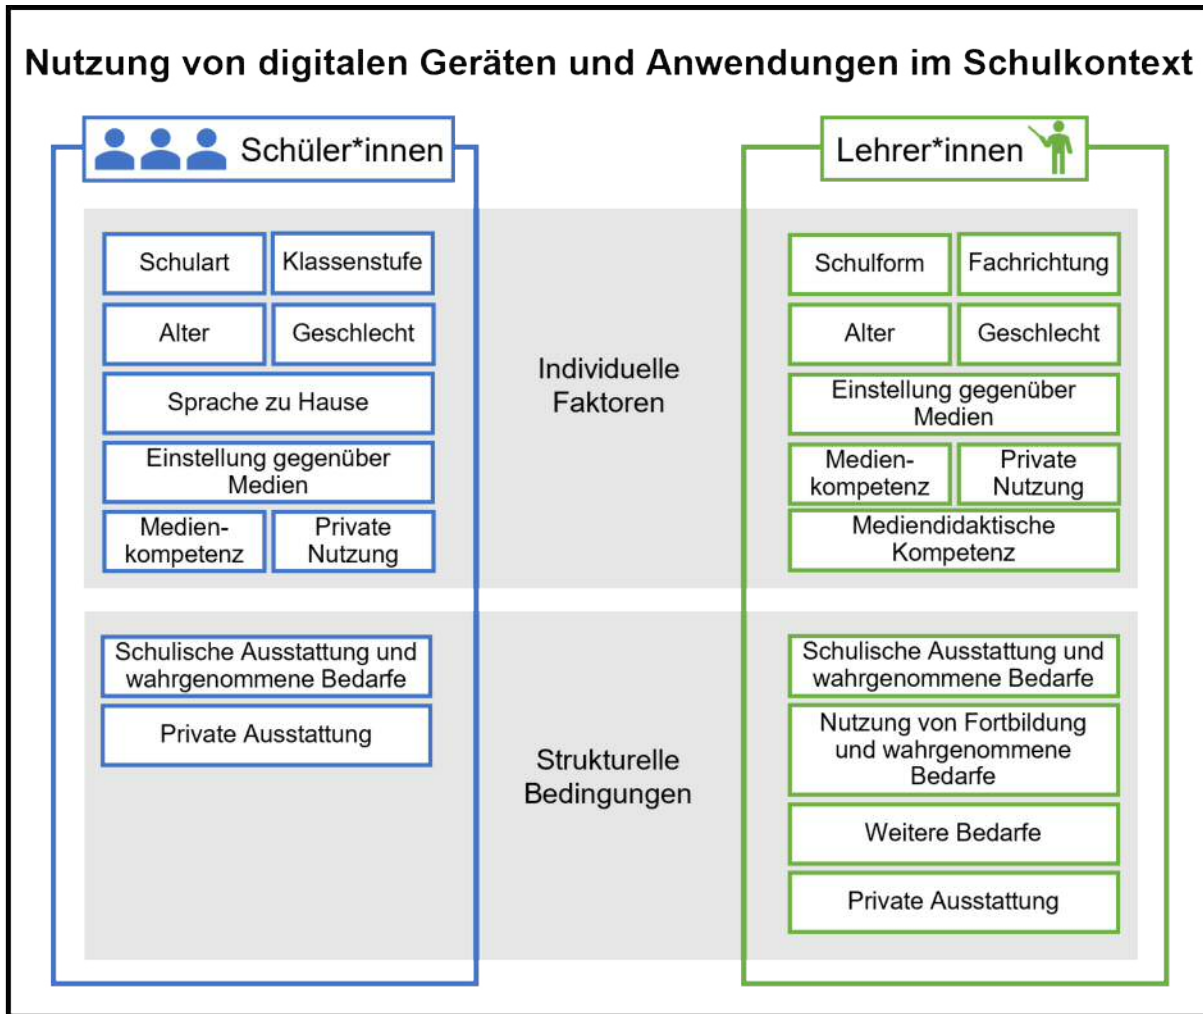 Nutzung von digitalen Geräten und Anwendungen im Schulkontext
Schüler*innen
Schulart
Klassenstufe
Alter
Geschlecht
Sprache zu Hause
Einstellung gegenüber
Medien
Medien-
kompetenz
Private
Nutzung
Schulische Ausstattung und
wahrgenommene Bedarfe
Private Ausstattung
Individuelle
Faktoren
Strukturelle
Bedingungen
Lehrer*innen
Schulform
Fachrichtung
Alter
Geschlecht
Einstellung gegenüber
Medien
Medien-
kompetenz
Private
Nutzung
Mediendidaktische
Kompetenz
Schulische Ausstattung und
wahrgenommene Bedarfe
Nutzung von Fortbildung
und wahrgenommene
Bedarfe
Weitere Bedarfe
Private Ausstattung